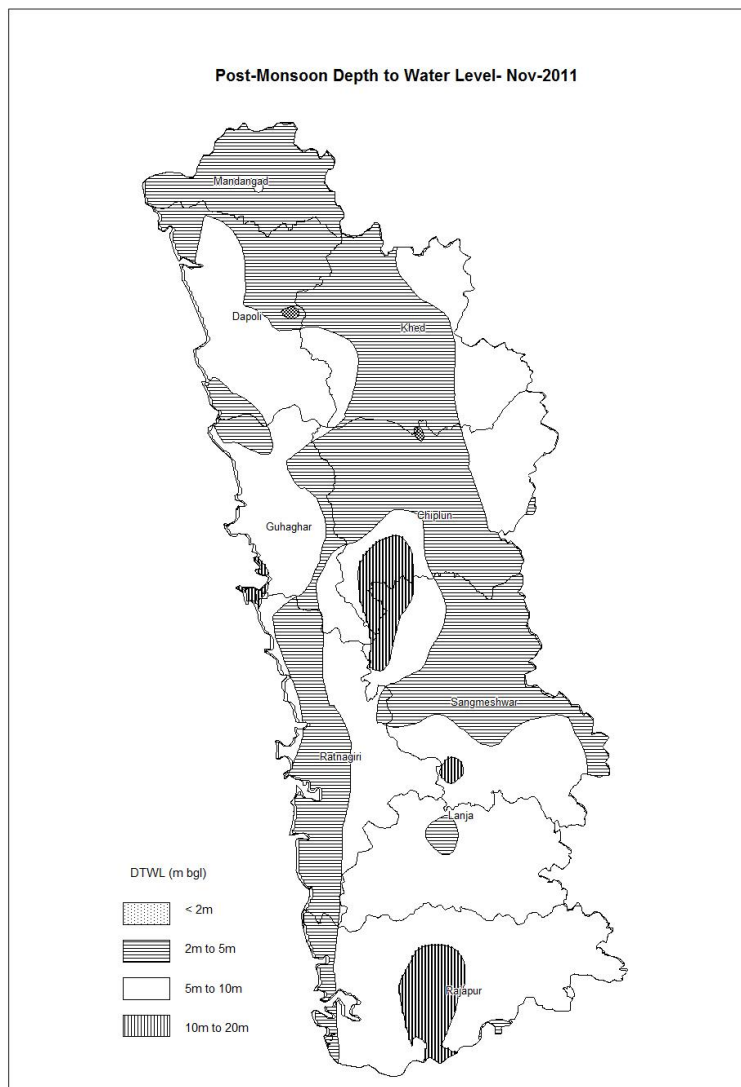 Post-Monsoon Depth to Water Level- Nov-2011
Mandangad
Dapoli
Khed
Chiplun
Guhaghar
Sangmeshwar
Ratnagiri
Lanja
Rajapur
DTWL (m bgl)
< 2m
2m to 5m
5m to 10m
10m to 20m